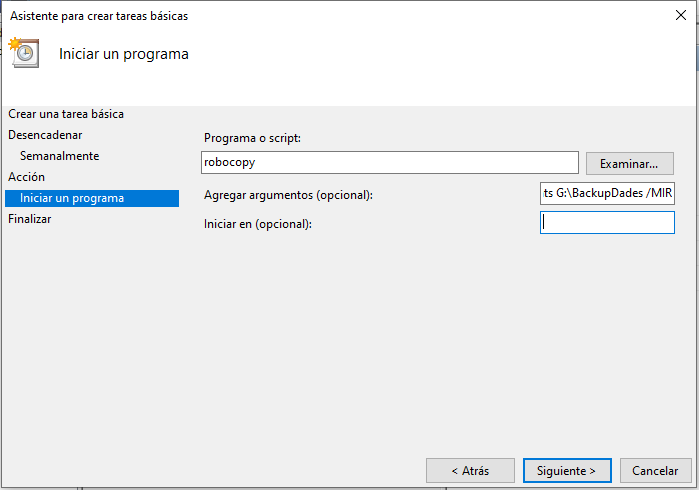 Asistente para crear tareas básicas
Iniciar un programa
Crear una tarea básica
Desencadenar
Semanalmente
Acción
Iniciar un programa
Finalizar
Programa o script:
robocopy
Examinar...
Agregar argumentos (opcional):
ts G:\BackupDades /MIR
Iniciar en (opcional):
< Atrás
Siguiente >
Cancelar